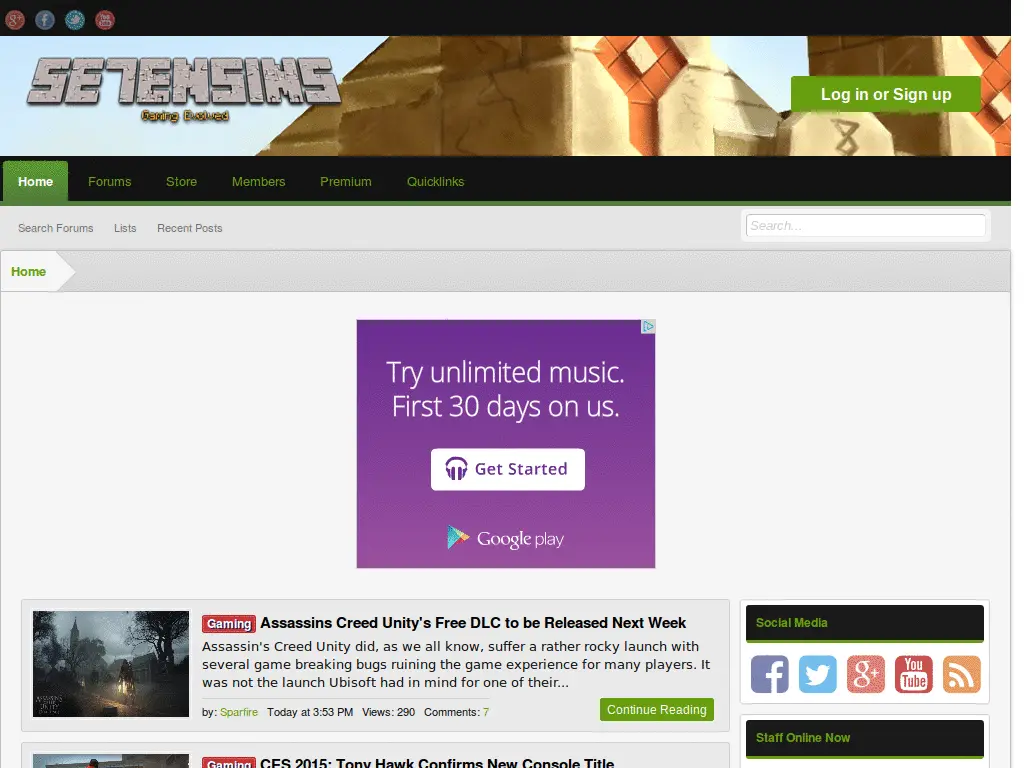 SE7ENSIMS
Gaming Evolved
Log in or Sign up
Home
Forums
Store
Members
Premium
Quicklinks
Search Forums
Lists
Recent Posts
Search...
Home
Try unlimited music.
First 30 days on us.
Get Started
Google play
Gaming Assassins Creed Unity's Free DLC to be Released Next Week
Assassin's Creed Unity did, as we all know, suffer a rather rocky launch with
several game breaking bugs ruining the game experience for many players. It
was not the launch Ubisoft had in mind for one of their...
by: Sparfire Today at 3:53 PM Views: 290 Comments: 7
Continue Reading
Social Media
You
Tube
Staff Online Now
Gaming CES 2015: Tony Hawk Confirms New Console Title